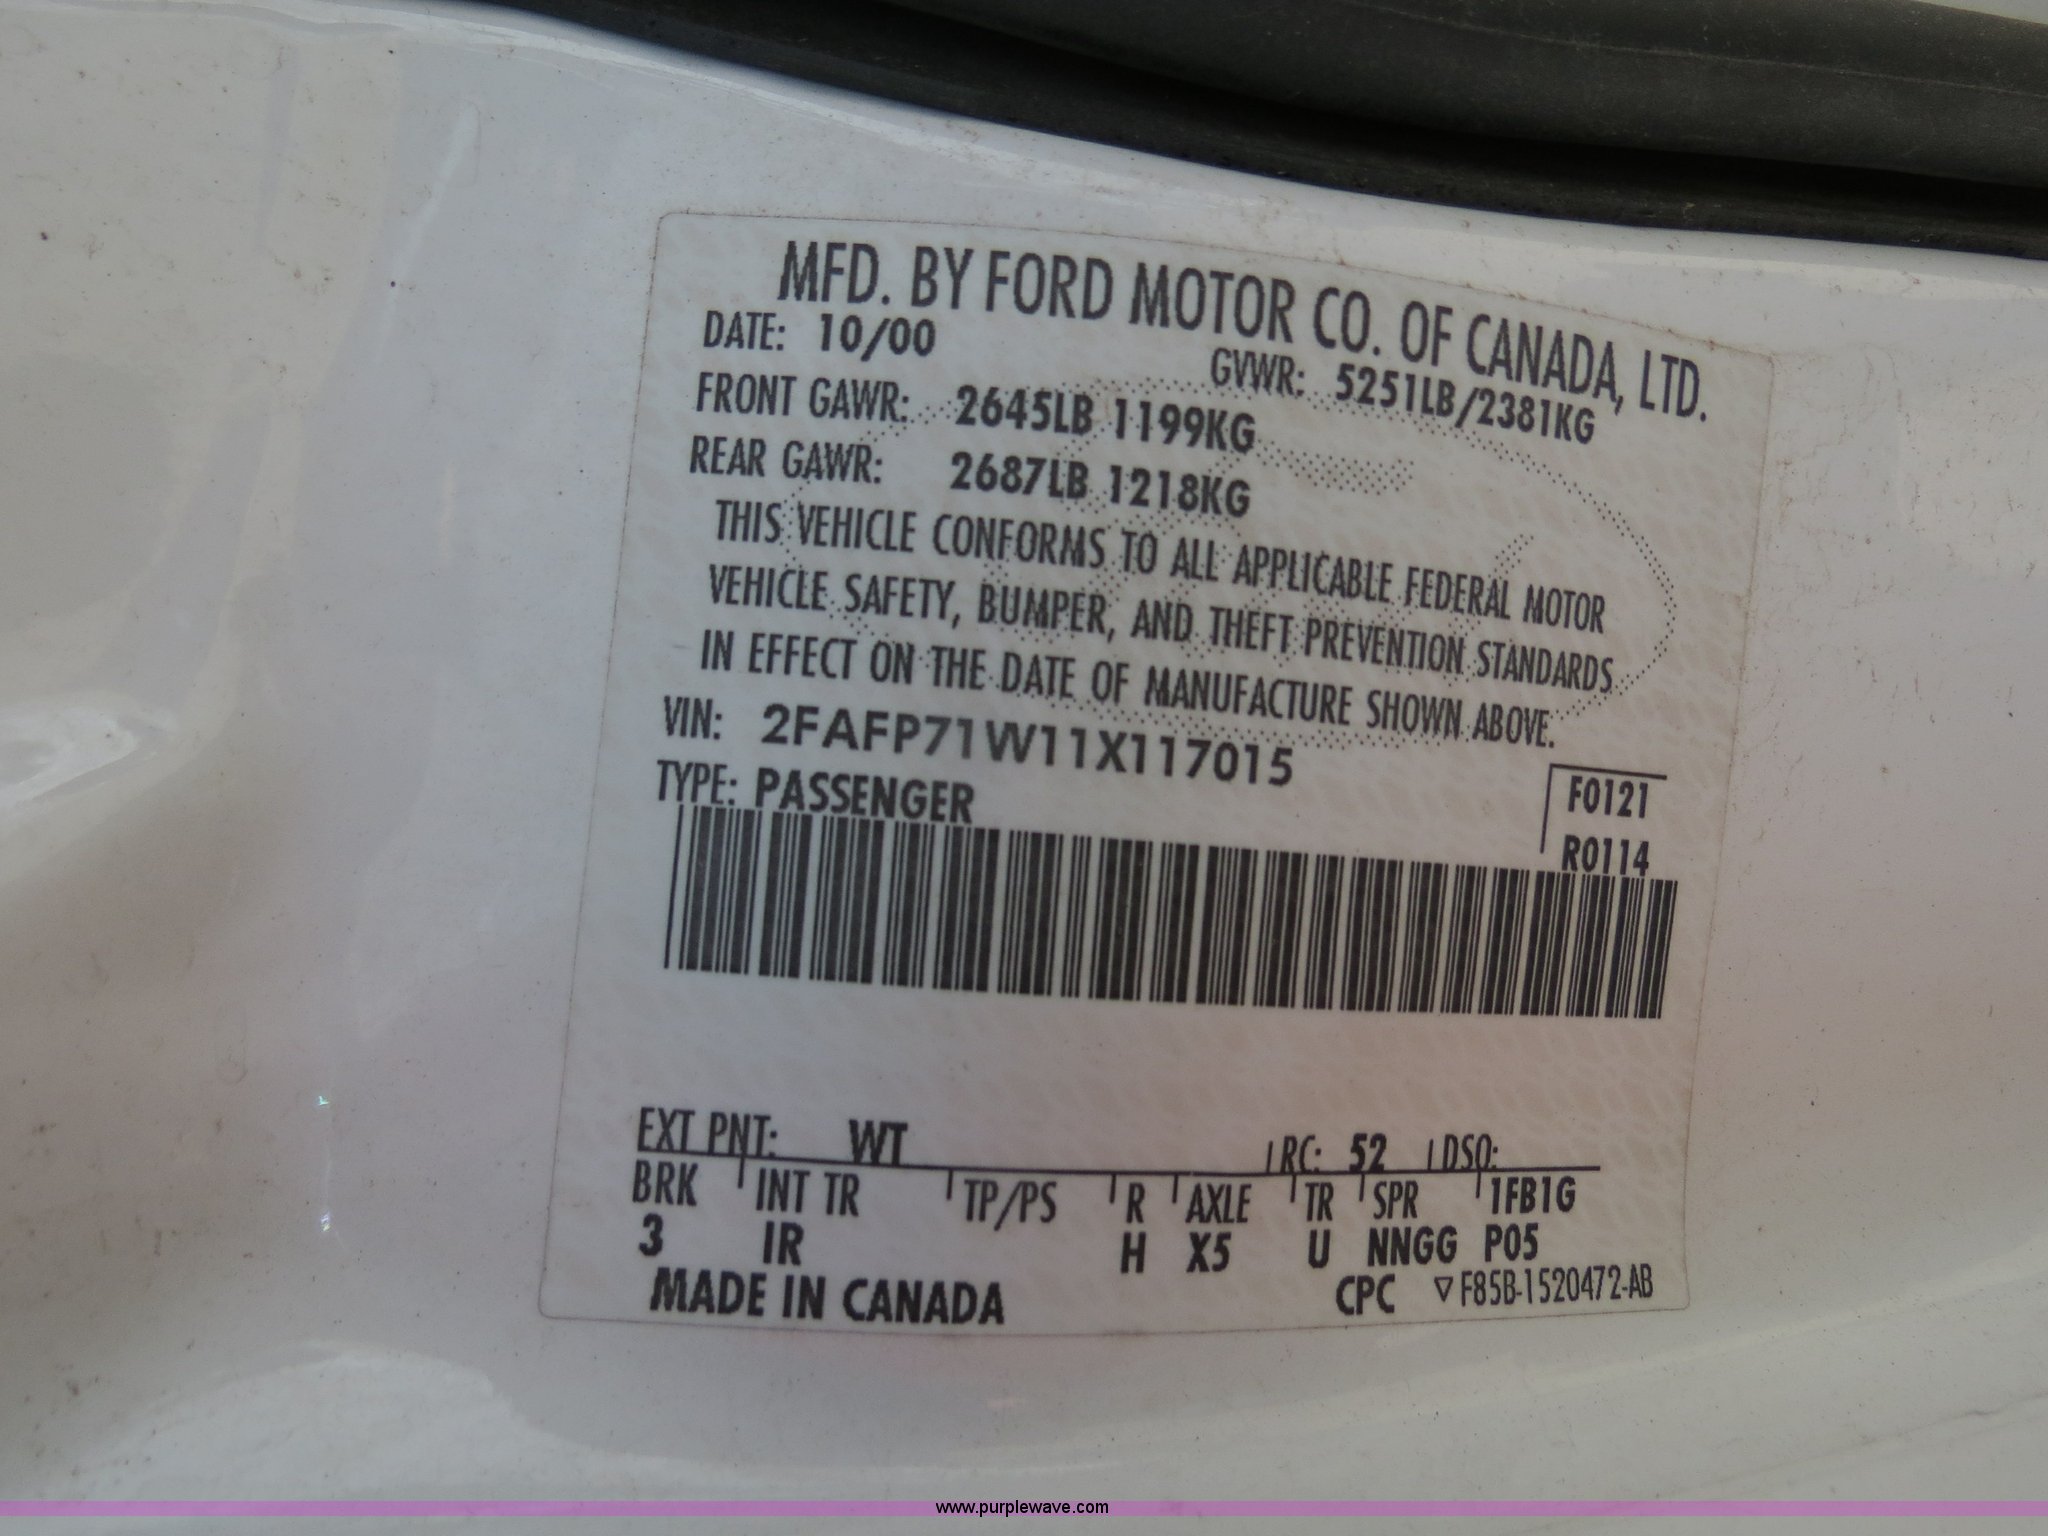 MFD. BY FORD MOTOR CO. OF CANADA, LTD.
DATE: 10/00 GVWR: 5251LB/2381KG
FRONT GAWR: 2645LB 1199KG
REAR GAWR: 2687LB 1218KG
THIS VEHICLE CONFORMS TO ALL APPLICABLE FEDERAL MOTOR
VEHICLE SAFETY, BUMPER, AND THEFT PREVENTION STANDARDS
IN EFFECT ON THE DATE OF MANUFACTURE SHOWN ABOVE.
VIN: 2FAFP71W11X117015
TYPE: PASSENGER
F0121
R0114
EXT PNT: WT RC: 52 DSO:
BRK INT TR TP/PS R AXLE TR SPR 1FB1G
3 IR H X5 U NNGG P05
MADE IN CANADA CPC ▽F85B-1520472-AB
www.purplewave.com